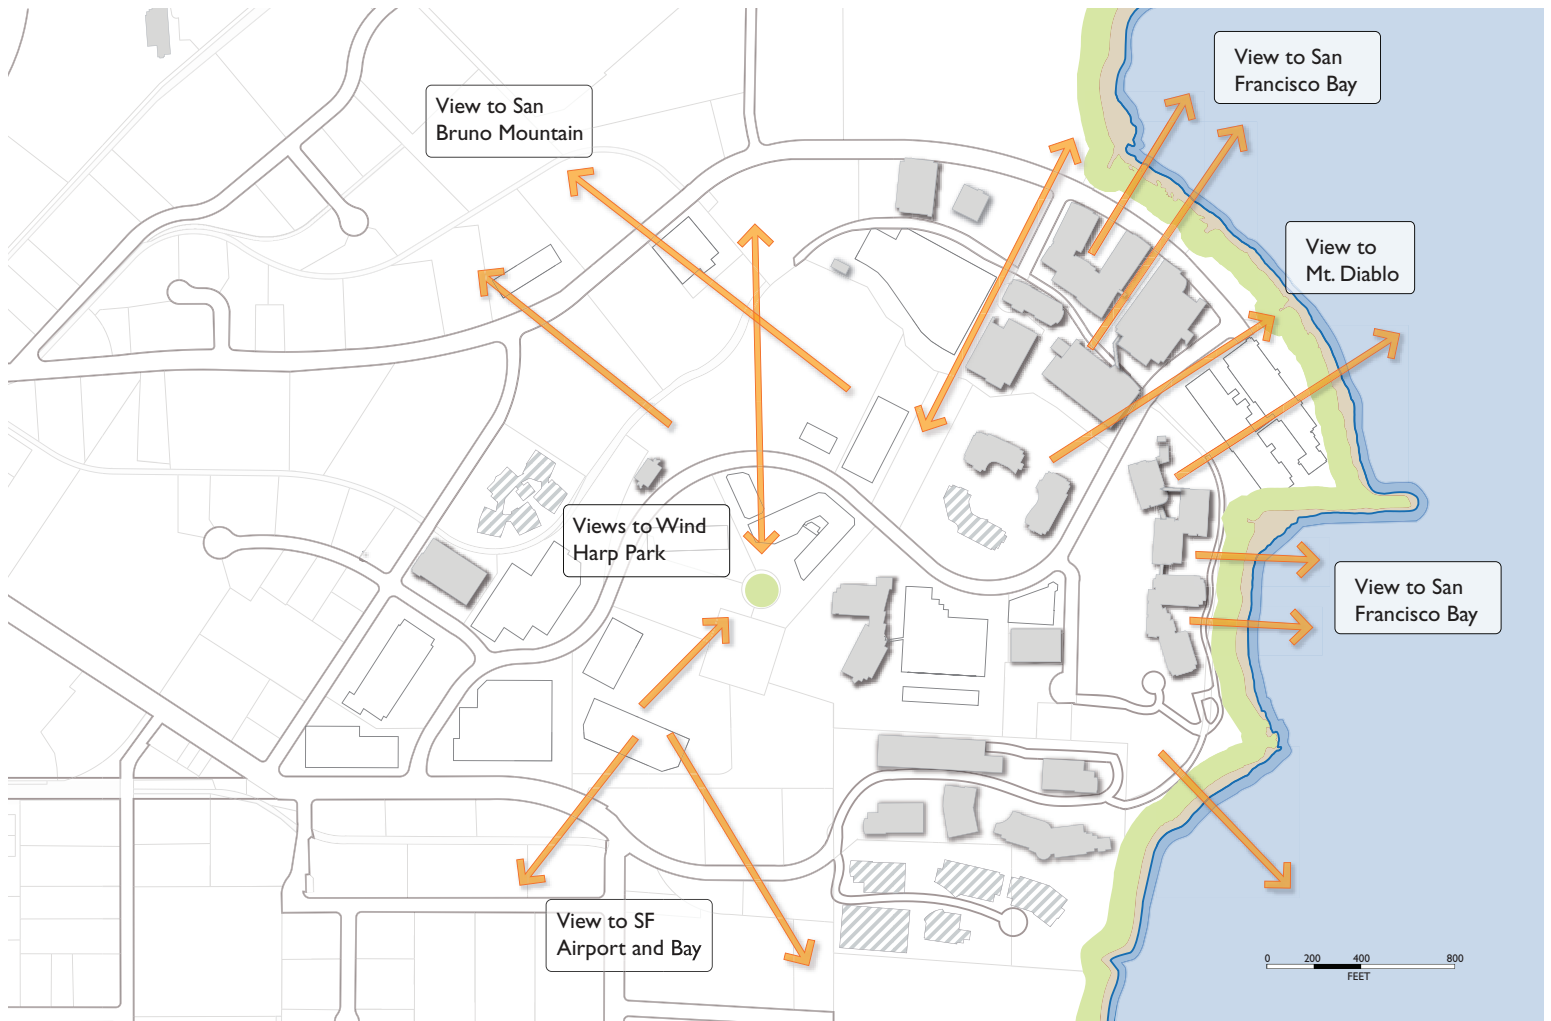 View to San
Francisco Bay
View to San
Bruno Mountain
View to
Mt. Diablo
Views to Wind
Harp Park
View to San
Francisco Bay
View to SF
Airport and Bay
0 200 400 800
FEET